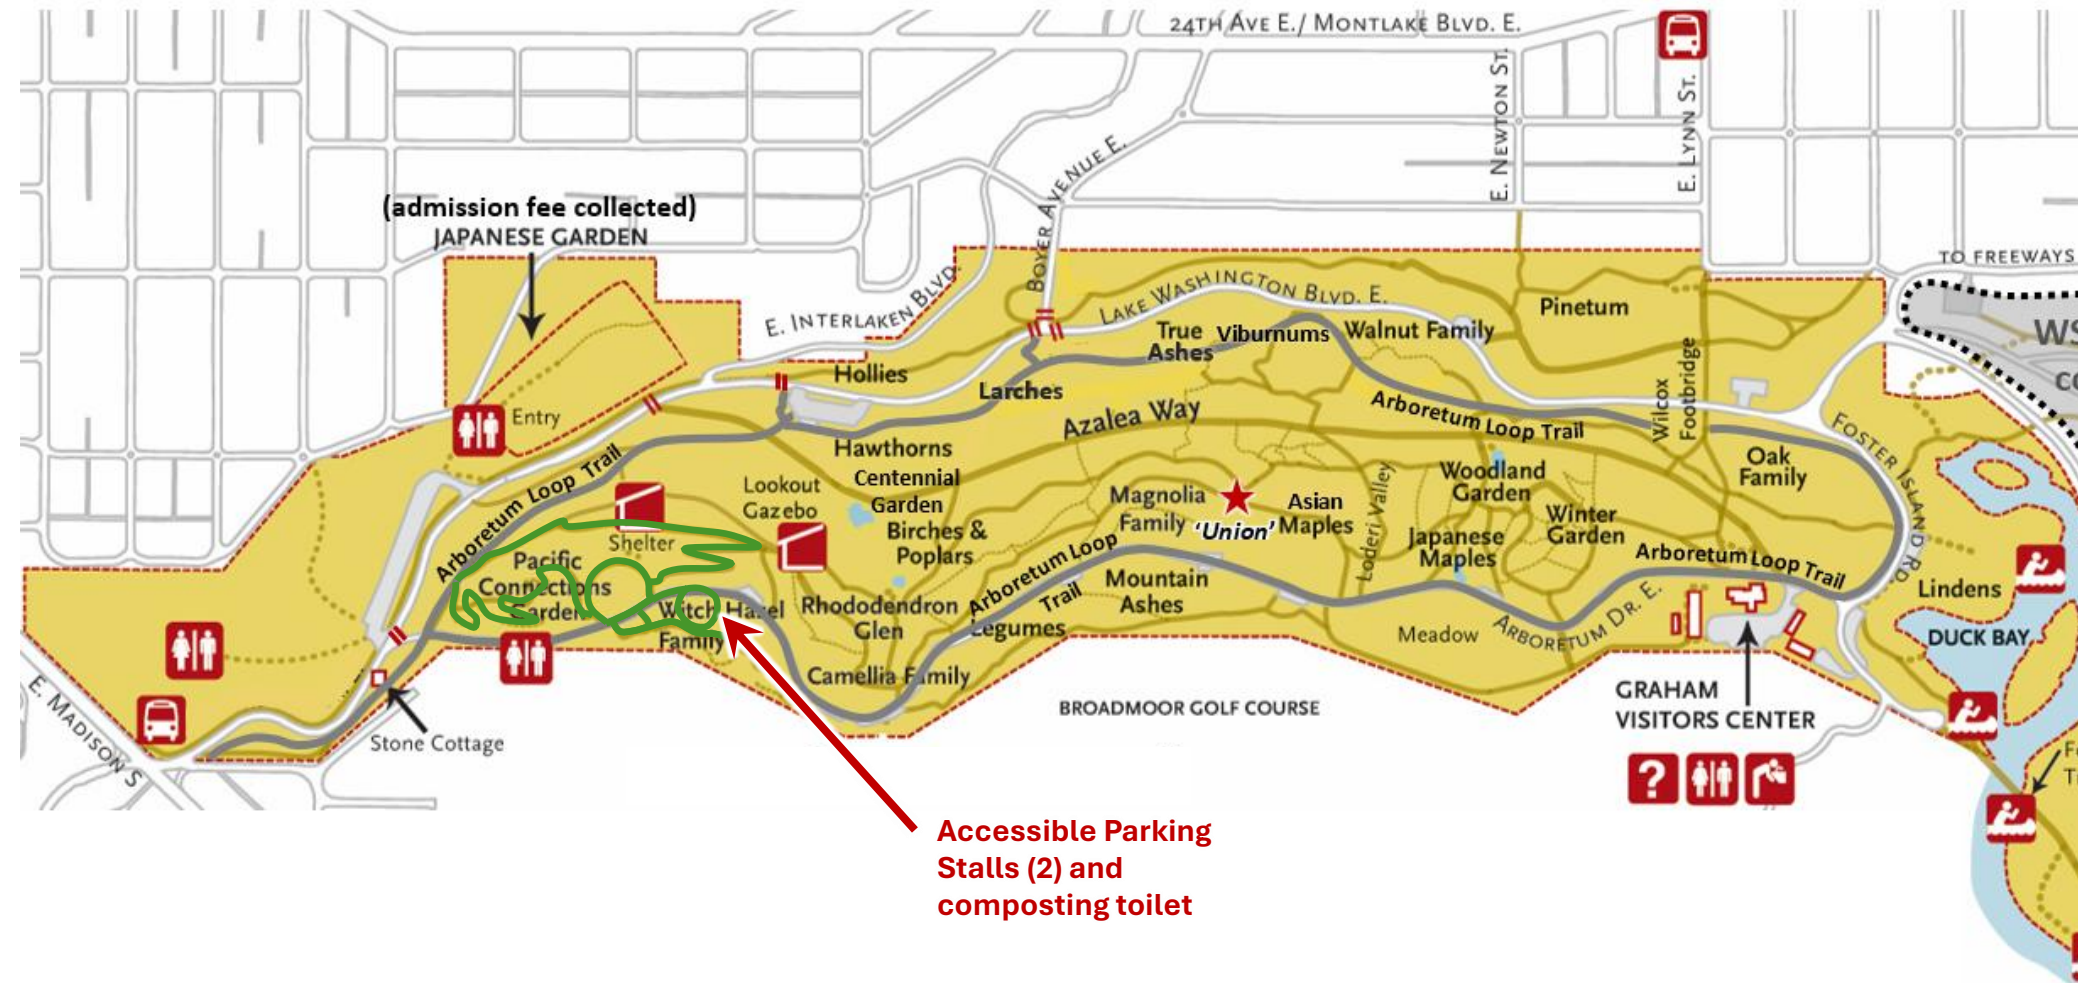 24TH AVE E./ MONTLAKE BLVD. E.
E. NEWTON ST.
E. LYNN ST.
BOYER AVENUE E.
(admission fee collected)
JAPANESE GARDEN
TO FREEWAYS
E. INTERLAKEN BLVD.
LAKE WASHINGTON BLVD. E.
Pinetum
True
Ashes
Viburnums
Walnut Family
Hollies
Larches
Wilcox
Footbridge
Entry
Azalea Way
Arboretum Loop Trail
FOSTER ISLAND RD.
Hawthorns
Arboretum Loop Trail
Oak
Family
Lookout
Gazebo
Centennial
Garden
Magnolia
Family
'Union'
Asian
Maples
Loderi Valley
Woodland
Garden
Winter
Garden
Shelter
Birches &
Poplars
Japanese
Maples
Pacific
Connections
Garden
Arboretum Loop
Trail
Mountain
Ashes
Arboretum Loop Trail
Lindens
Witch Hazel
Family
Rhododendron
Glen
Legumes
Meadow
ARBORETUM DR. E.
DUCK BAY
Camellia Family
E. MADISON S
Stone Cottage
BROADMOOR GOLF COURSE
GRAHAM
VISITORS CENTER
?
Accessible Parking
Stalls (2) and
composting toilet